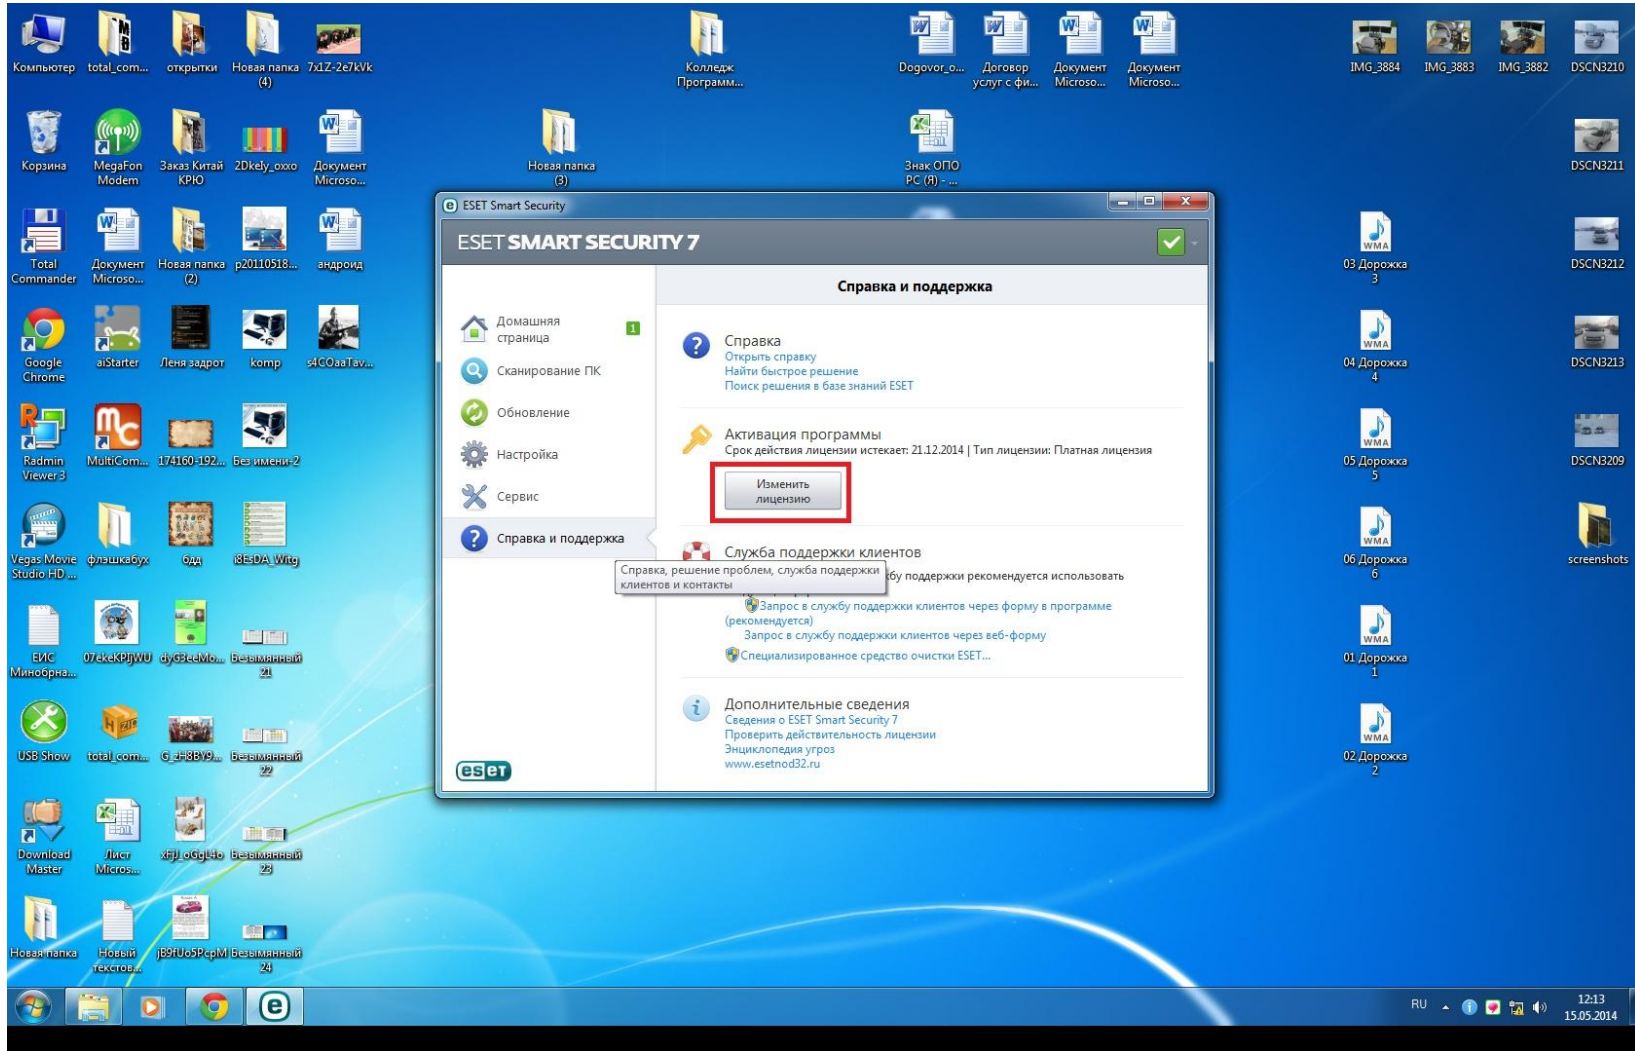 Компьютер
total_com...
открытки
Новая папка
(4)
7x1Z-2e7kVk
Колледж
Программ...
Dogovor_o...
Договор
услуг с фи...
Документ
Microso...
Документ
Microso...
IMG_3884
IMG_3883
IMG_3882
DSCN3210
Корзина
MegaFon
Modem
Заказ Китай
КРЮ
2Dkely_oxxo
Документ
Microso...
Новая папка
(3)
Знак ОПО
РС (Я) - ...
DSCN3211
Total
Commander
Документ
Microso...
Новая папка
(2)
p20110518...
андроид
03 Дорожка
3
DSCN3212
Google
Chrome
aiStarter
Леня задрот
komp
s4COaaTav...
04 Дорожка
4
DSCN3213
Radmin
Viewer 3
MultiCom...
174160-192...
Без имени-2
05 Дорожка
5
DSCN3209
Vegas Movie
Studio HD ...
флэшкабух
бдд
i8EsDA_Witg
06 Дорожка
6
screenshots
ЕИС
Минобрна...
07ekeKPIJWU
dyG3eeMo...
Безымянный
21
01 Дорожка
1
USB Show
total_com...
G_zH8BY9...
Безымянный
22
02 Дорожка
2
Download
Master
Лист
Micros...
xFjJ_oGgL4o
Безымянный
23
Новая папка
Новый
текстов...
jB9fUo5PcpM
Безымянный
24
ESET Smart Security
ESET SMART SECURITY 7
Домашняя
страница
1
Сканирование ПК
Обновление
Настройка
Сервис
Справка и поддержка
Справка, решение проблем, служба поддержки
клиентов и контакты
eset
Справка и поддержка
Справка
Открыть справку
Найти быстрое решение
Поиск решения в базе знаний ESET
Активация программы
Срок действия лицензии истекает: 21.12.2014 | Тип лицензии: Платная лицензия
Изменить
лицензию
Служба поддержки клиентов
поддержки рекомендуется использовать
Запрос в службу поддержки клиентов через форму в программе
(рекомендуется)
Запрос в службу поддержки клиентов через веб-форму
Специализированное средство очистки ESET...
Дополнительные сведения
Сведения о ESET Smart Security 7
Проверить действительность лицензии
Энциклопедия угроз
www.esetnod32.ru
RU
12:13
15.05.2014